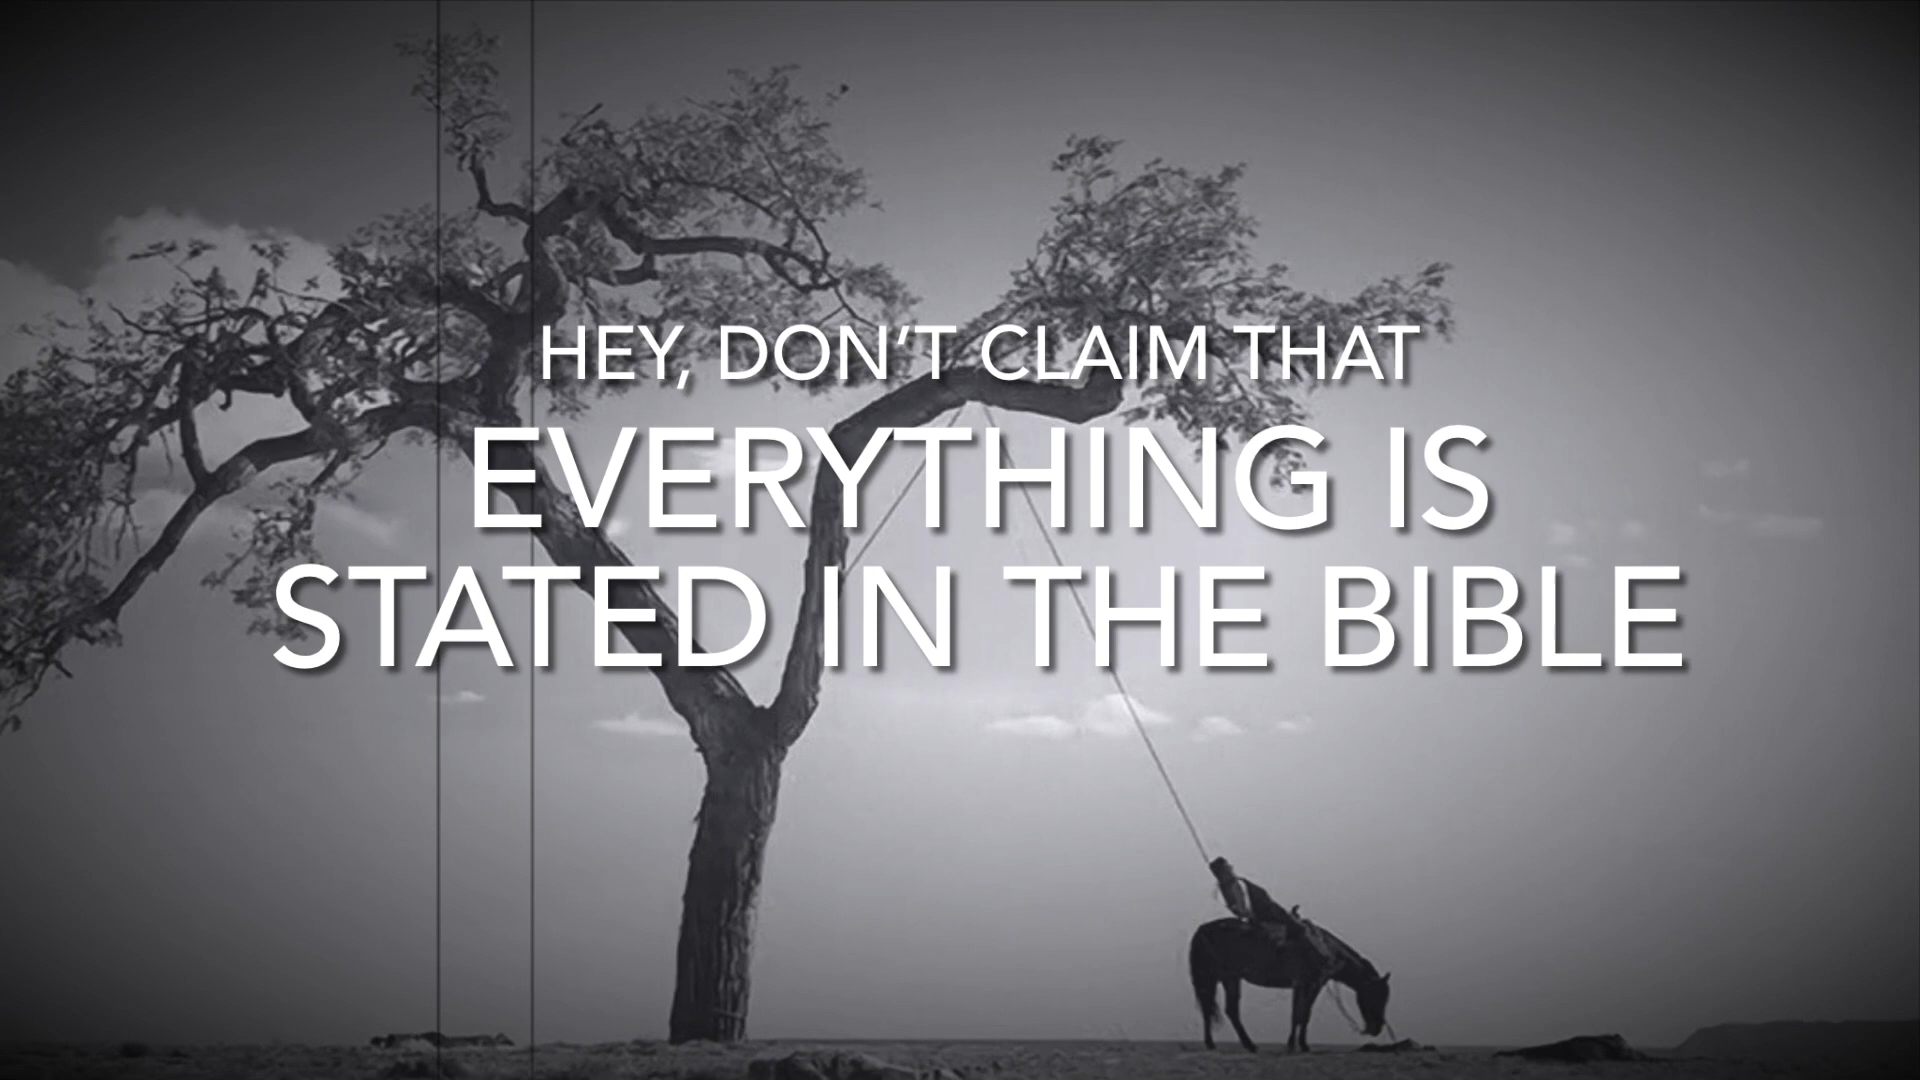 HEY, DON'T CLAIM THAT
EVERYTHING IS
STATED IN THE BIBLE